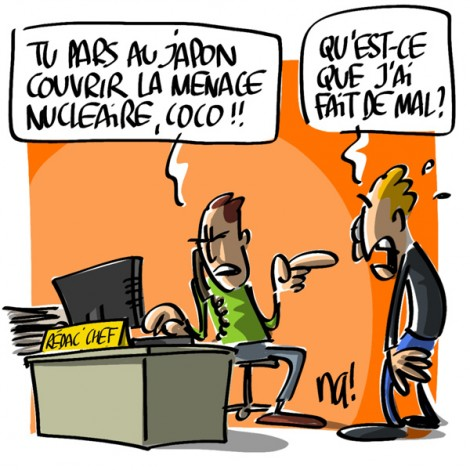 TU PARS AU JAPON
COUVRIR LA MENACE
NUCLEAIRE, COCO !!
QU'EST-CE
QUE J'AI
FAIT DE MAL?
RÉDAC' CHEF
na!